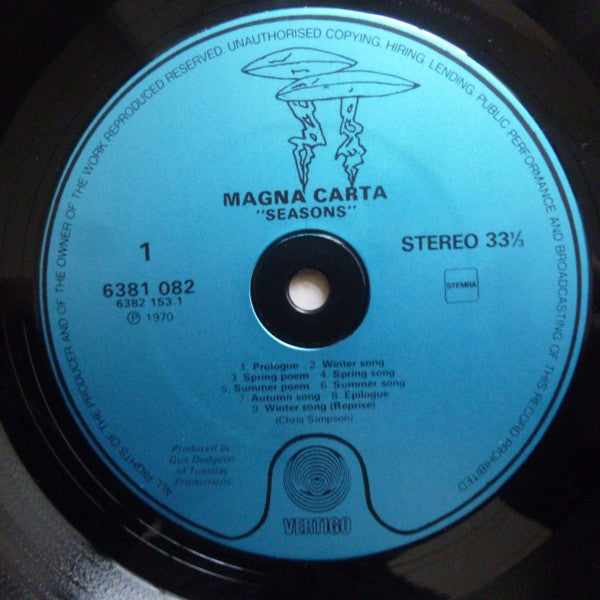 ALL RIGHTS OF THE PRODUCER AND OF THE OWNER OF THE WORK REPRODUCED RESERVED. UNAUTHORISED COPYING, HIRING, LENDING, PUBLIC PERFORMANCE AND BROADCASTING OF THIS RECORD PROHIBITED
MAGNA CARTA
"SEASONS"
1
STEREO 33⅓
6381 082
6382 153.1
℗ 1970
STEMRA
1. Prologue - 2. Winter song
3. Spring poem - 4. Spring song
5. Summer poem - 6. Summer song
7. Autumn song - 8. Epilogue
9. Winter song (Reprise)
(Chris Simpson)
Produced by
Gus Dudgeon
of Tuesday
Productions
VERTIGO